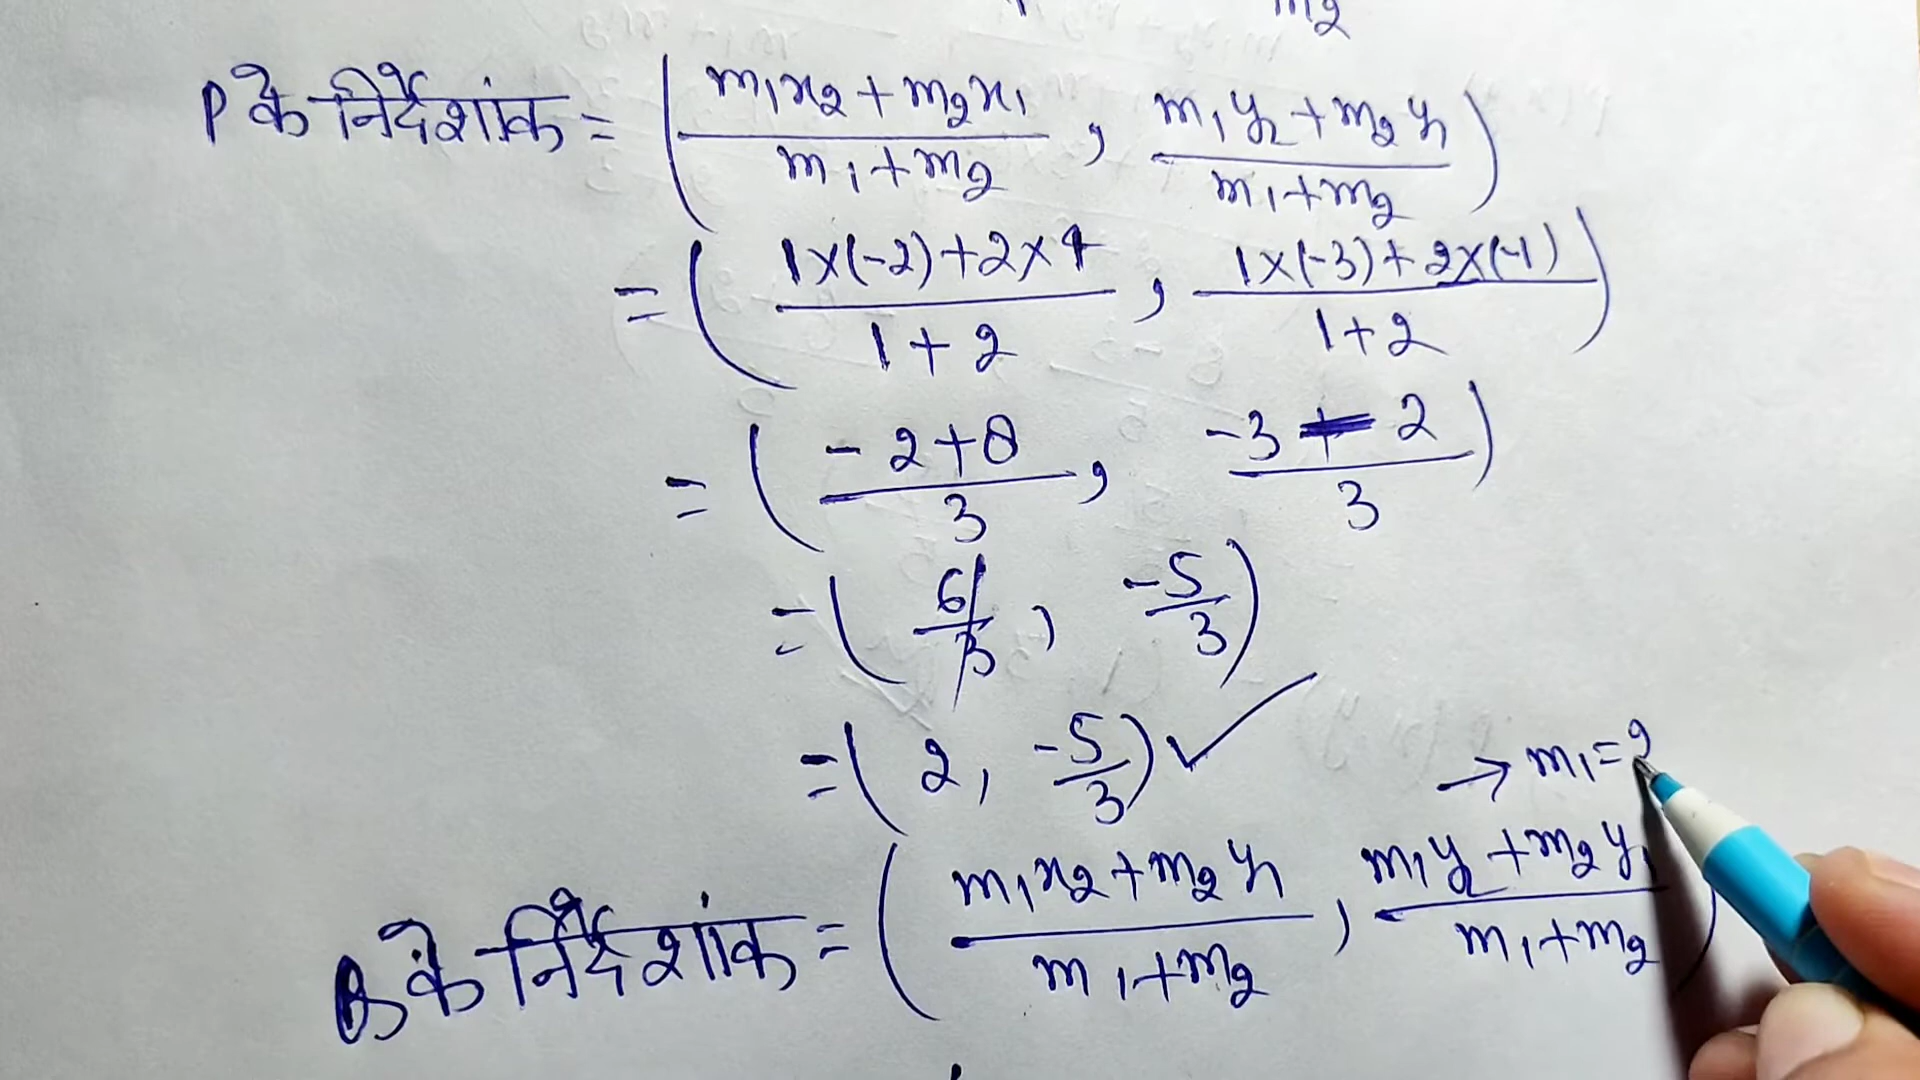 m2
P के निर्देशांक = ( m1x2 + m2x1 / m1 + m2 , m1y2 + m2y1 / m1 + m2 )
= ( 1×(-2)+2×4 / 1+2 , 1×(-3)+2×(-1) / 1+2 )
= ( -2+8 / 3 , -3 - 2 / 3 )
= ( 6/3 , -5/3 )
= ( 2, -5/3 ) ✓
→ m1 = 2
B के निर्देशांक = ( m1x2 + m2y1 / m1 + m2 , m1y2 + m2y1 / m1 + m2 )